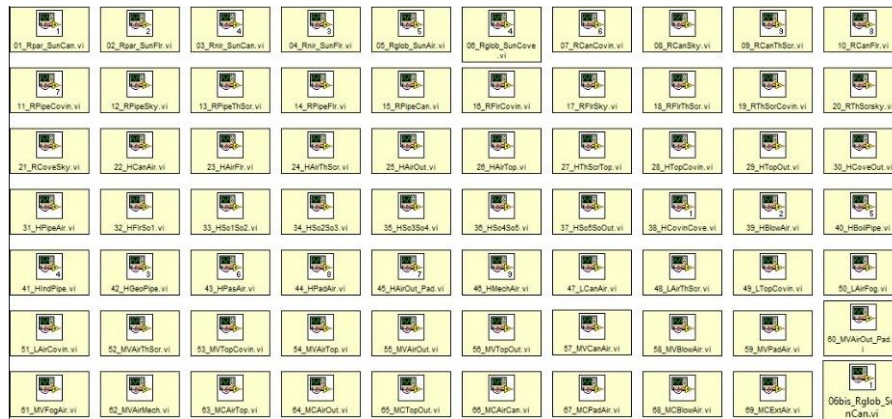 01_Rpar_SunCan.vi 02_Rpar_SunFlr.vi 03_Rnir_SunCan.vi 04_Rnir_SunFlr.vi 05_Rglob_SunAir.vi 06_Rglob_SunCove.vi 07_RCanCovin.vi 08_RCanSky.vi 09_RCanThScr.vi 10_RCanFlr.vi
11_RPipeCovin.vi 12_RPipeSky.vi 13_RPipeThScr.vi 14_RPipeFlr.vi 15_RPipeCan.vi 16_RFlrCovin.vi 17_RFlrSky.vi 18_RFlrThScr.vi 19_RThScrCovin.vi 20_RThScrsky.vi
21_RCoveSky.vi 22_HCanAir.vi 23_HAirFlr.vi 24_HAirThScr.vi 25_HAirOut.vi 26_HAirTop.vi 27_HThScrTop.vi 28_HTopCovin.vi 29_HTopOut.vi 30_HCoveOut.vi
31_HPipeAir.vi 32_HFlrSo1.vi 33_HSo1So2.vi 34_HSo2So3.vi 35_HSo3So4.vi 36_HSo4So5.vi 37_HSo5SoOut.vi 38_HCovinCove.vi 39_HBlowAir.vi 40_HBoilPipe.vi
41_HIndPipe.vi 42_HGeoPipe.vi 43_HPasAir.vi 44_HPadAir.vi 45_HAirOut_Pad.vi 46_HMechAir.vi 47_LCanAir.vi 48_LAirThScr.vi 49_LTopCovin.vi 50_LAirFog.vi
51_LAirCovin.vi 52_MVAirThScr.vi 53_MVTopCovin.vi 54_MVAirTop.vi 55_MVAirOut.vi 56_MVTopOut.vi 57_MVCanAir.vi 58_MVBlowAir.vi 59_MVPadAir.vi 60_MVAirOut_Pad.vi
61_MVFogAir.vi 62_MVAirMech.vi 63_MCAirTop.vi 64_MCAirOut.vi 65_MCTopOut.vi 66_MCAirCan.vi 67_MCPadAir.vi 68_MCBlowAir.vi 69_MCExtAir.vi 06bis_Rglob_SunCan.vi